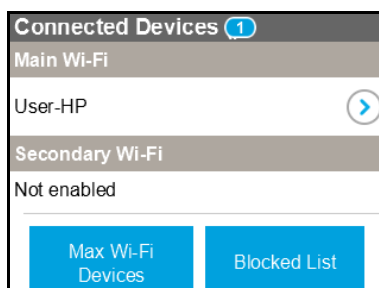 Connected Devices 1
Main Wi-Fi
User-HP
Secondary Wi-Fi
Not enabled
Max Wi-Fi
Devices
Blocked List